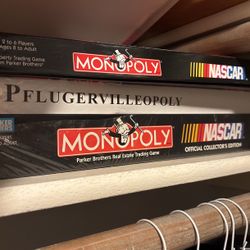 2 to 6 Players
Ages 8 to Adult
erty Trading Game
Parker Brothers
MONOPOLY
NASCAR
PFLUGERVILLEOPOLY
MONOPOLY
Parker Brothers Real Estate Trading Game
NASCAR
OFFICIAL COLLECTOR'S EDITION